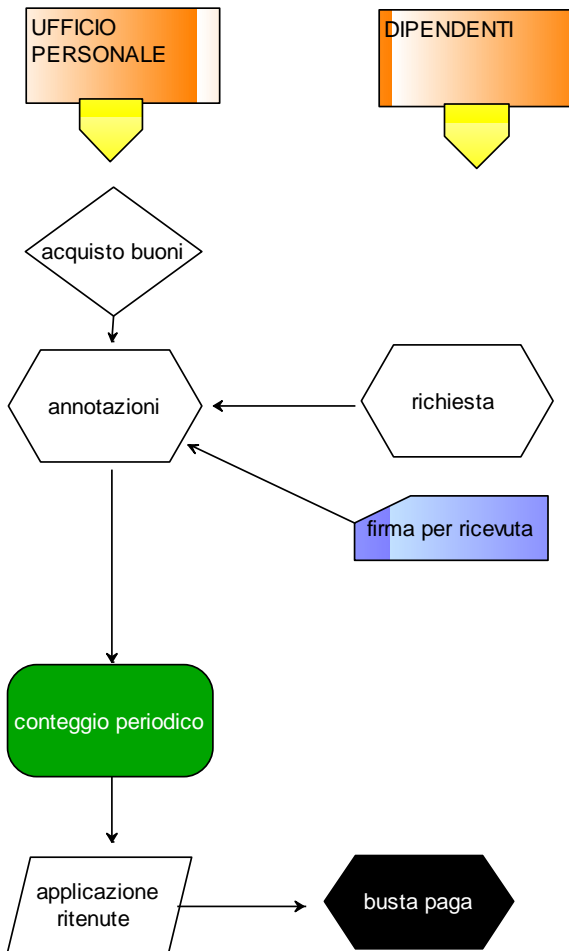 UFFICIO
PERSONALE
DIPENDENTI
acquisto buoni
annotazioni
richiesta
firma per ricevuta
conteggio periodico
applicazione
ritenute
busta paga